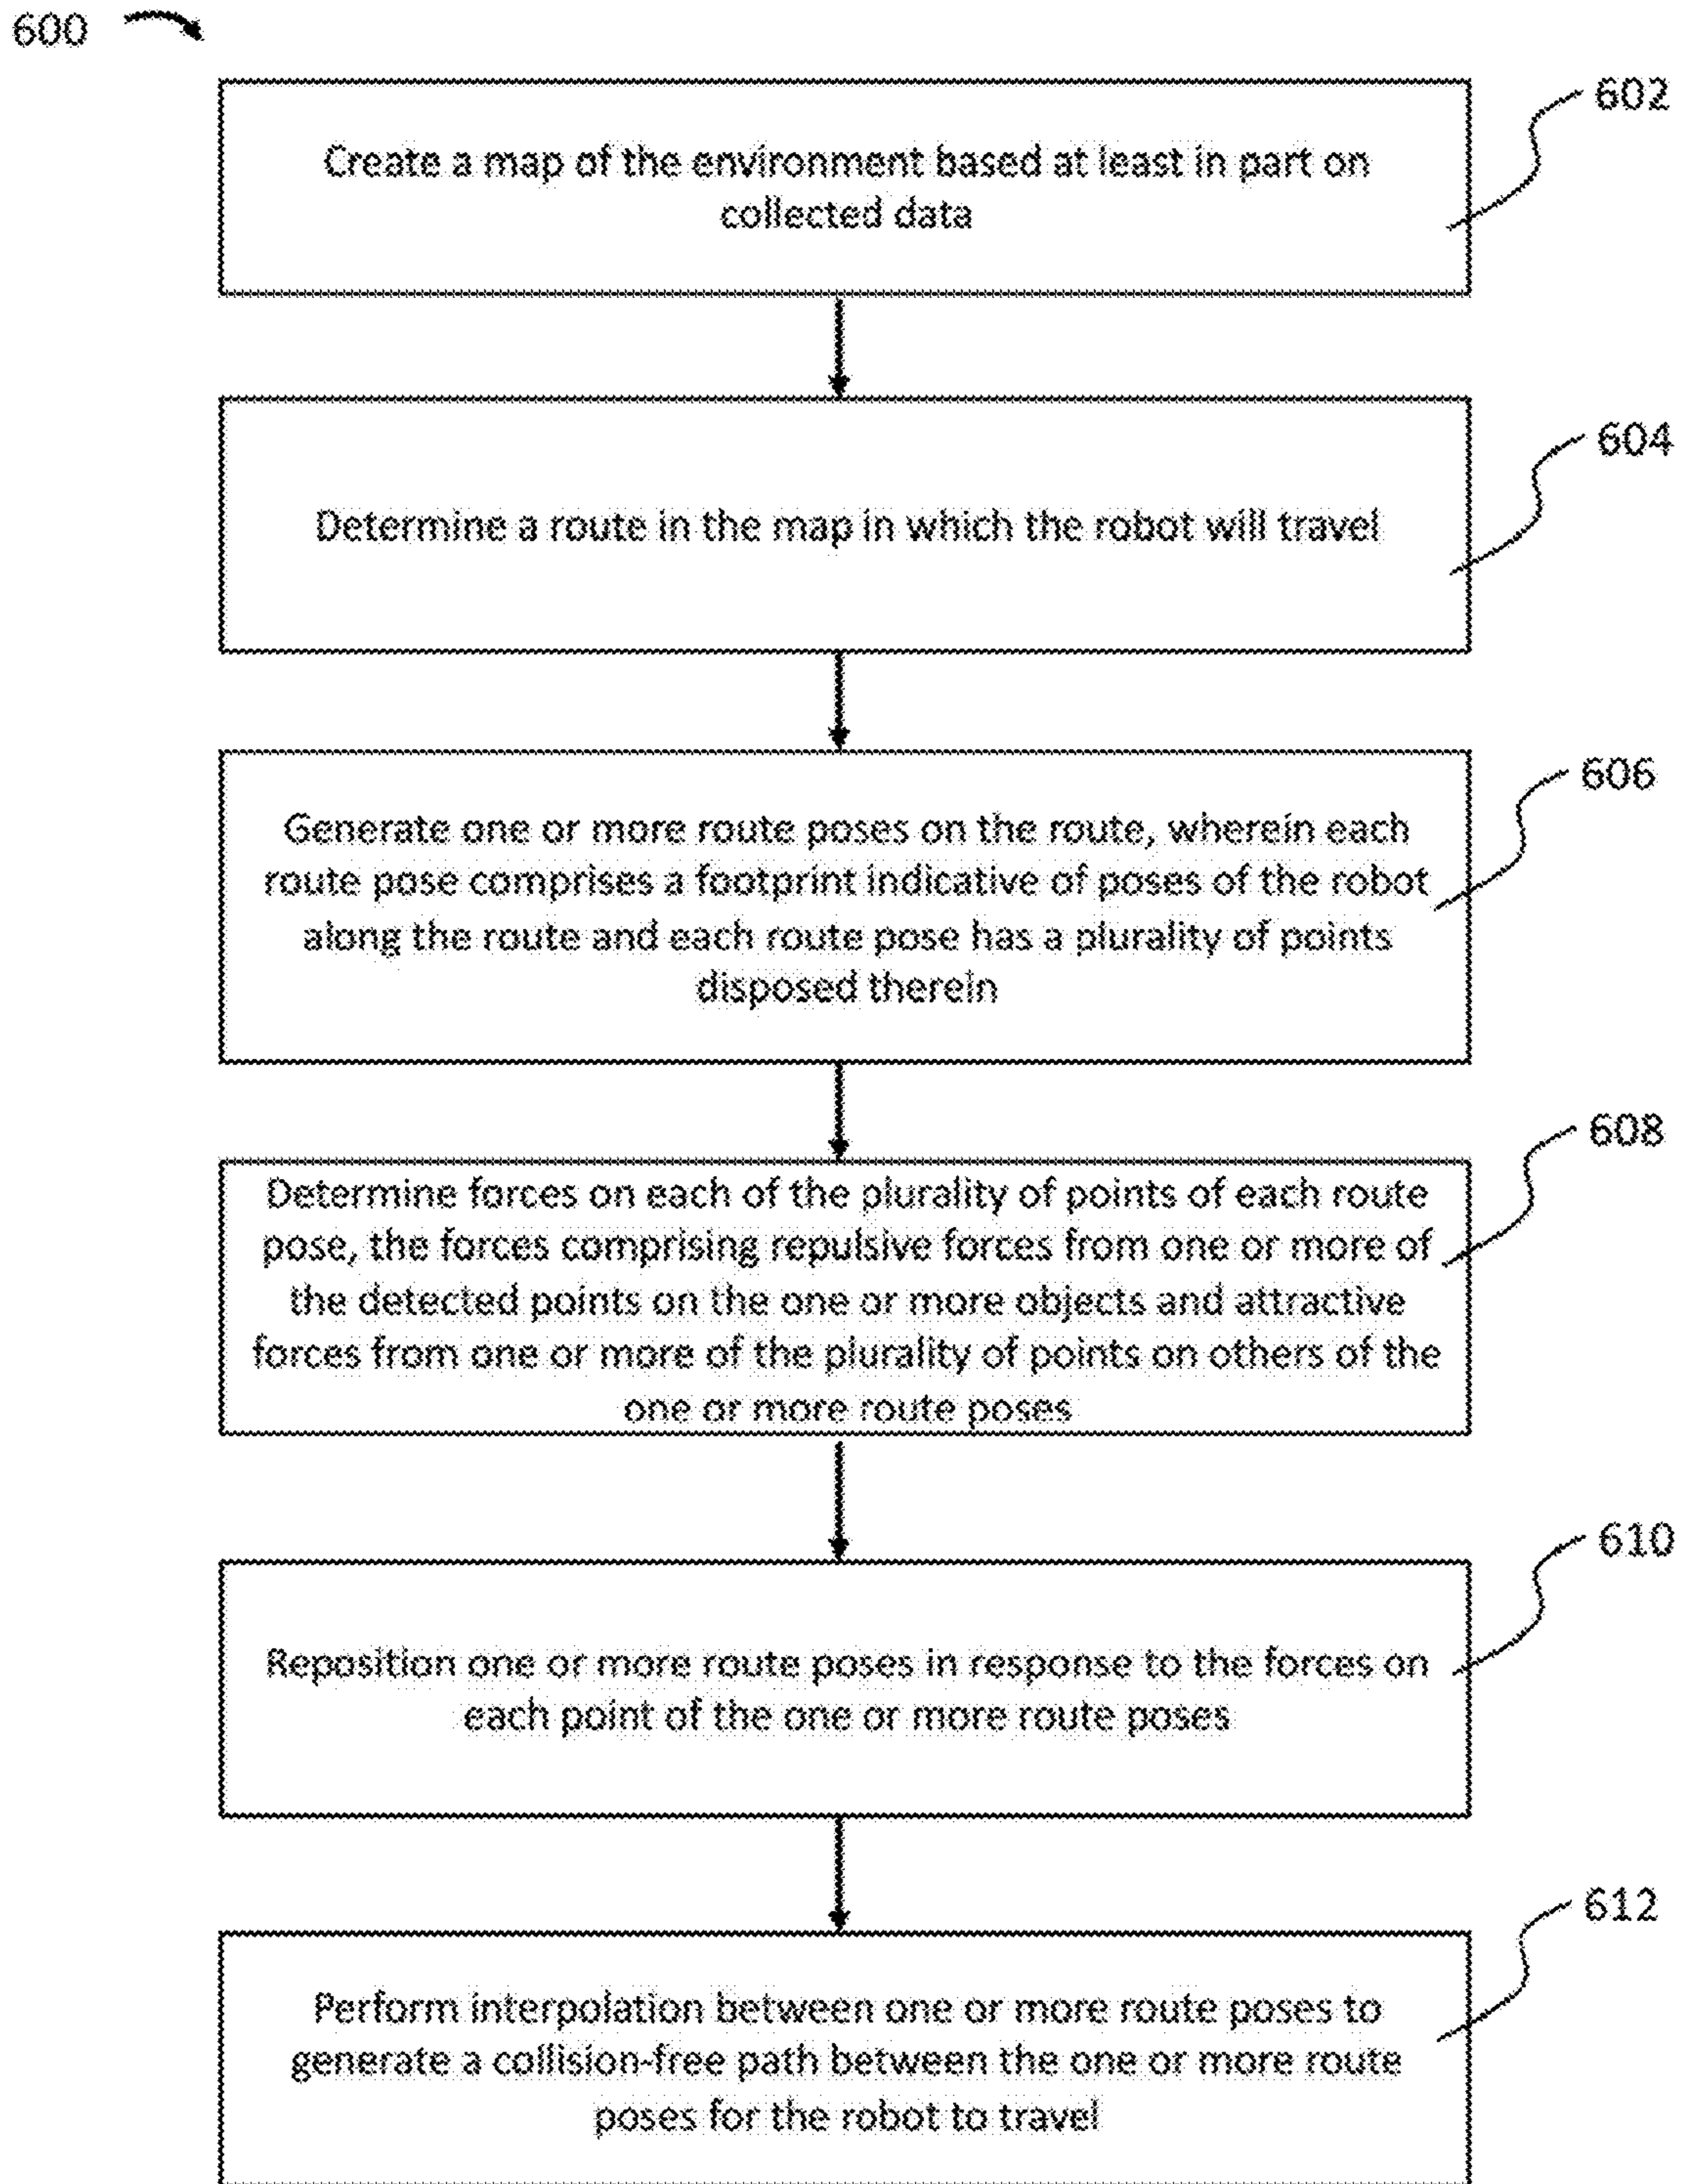 600
602
Create a map of the environment based at least in part on
collected data
604
Determine a route in the map in which the robot will travel
606
Generate one or more route poses on the route, wherein each
route pose comprises a footprint indicative of poses of the robot
along the route and each route pose has a plurality of points
disposed therein
608
Determine forces on each of the plurality of points of each route
pose, the forces comprising repulsive forces from one or more of
the detected points on the one or more objects and attractive
forces from one or more of the plurality of points on others of the
one or more route poses
610
Reposition one or more route poses in response to the forces on
each point of the one or more route poses
612
Perform interpolation between one or more route poses to
generate a collision-free path between the one or more route
poses for the robot to travel